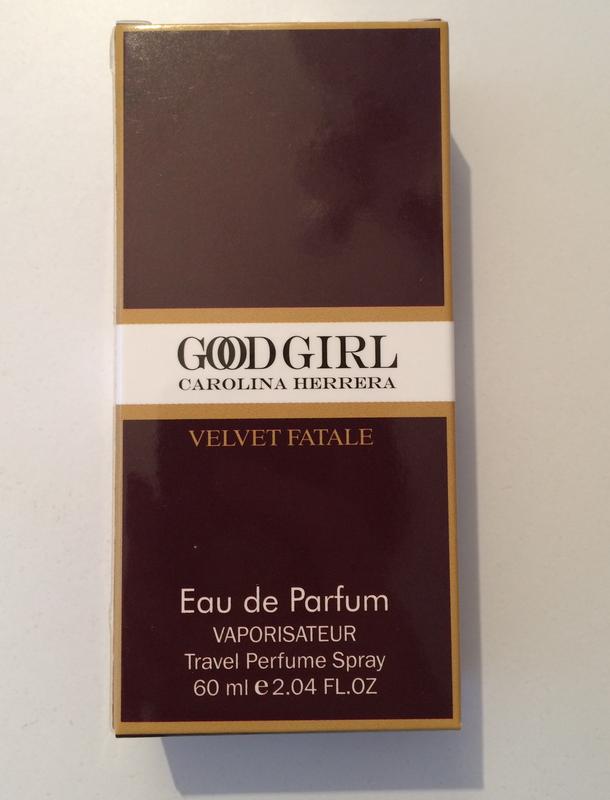 GOOD GIRL
CAROLINA HERRERA
VELVET FATALE
Eau de Parfum
VAPORISATEUR
Travel Perfume Spray
60 ml e 2.04 FL.OZ